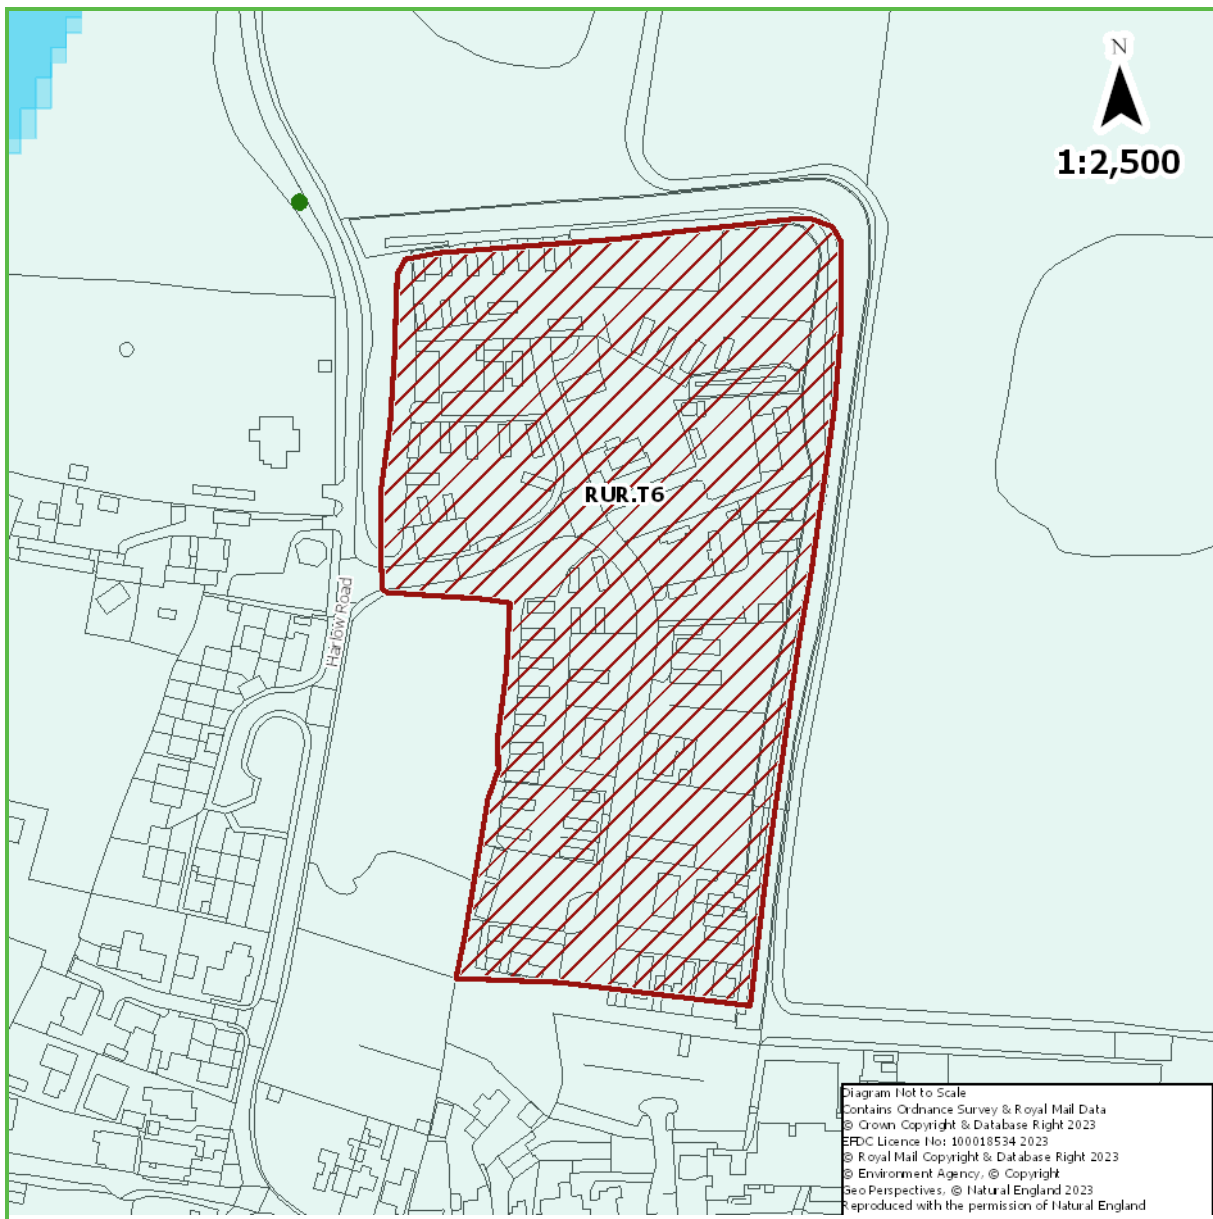 N
1:2,500
RUR.T6
Harlow Road
Diagram Not to Scale
Contains Ordnance Survey & Royal Mail Data
© Crown Copyright & Database Right 2023
EFDC Licence No: 100018534 2023
© Royal Mail Copyright & Database Right 2023
© Environment Agency, © Copyright
Geo Perspectives, © Natural England 2023
Reproduced with the permission of Natural England